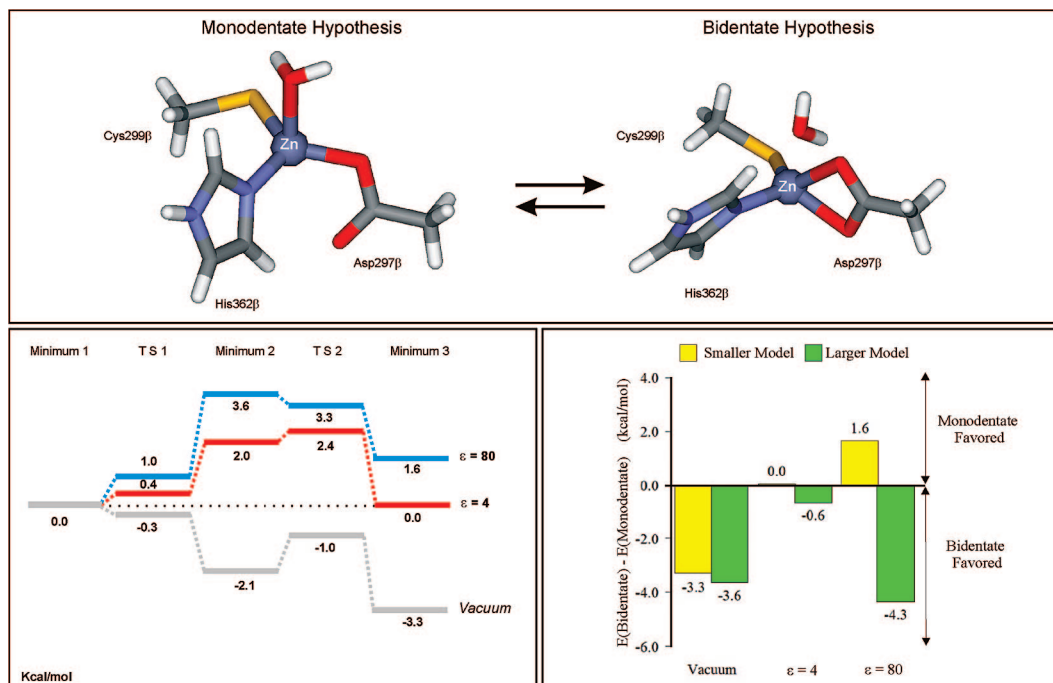 Monodentate Hypothesis
Bidentate Hypothesis
Cys299β
Zn
Asp297β
His362β
Cys299β
Zn
Asp297β
His362β
Minimum 1 TS 1 Minimum 2 TS 2 Minimum 3
3.6
3.3
1.0
1.6 ε = 80
0.4
2.0
2.4
0.0
0.0 ε = 4
-0.3
-2.1
-1.0
-3.3 Vacuum
Kcal/mol
Smaller Model Larger Model
E(Bidentate) - E(Monodentate) (kcal/mol)
4.0
2.0
0.0
-2.0
-4.0
-6.0
-3.3
-3.6
0.0
-0.6
1.6
-4.3
Vacuum ε = 4 ε = 80
Monodentate
Favored
Bidentate
Favored